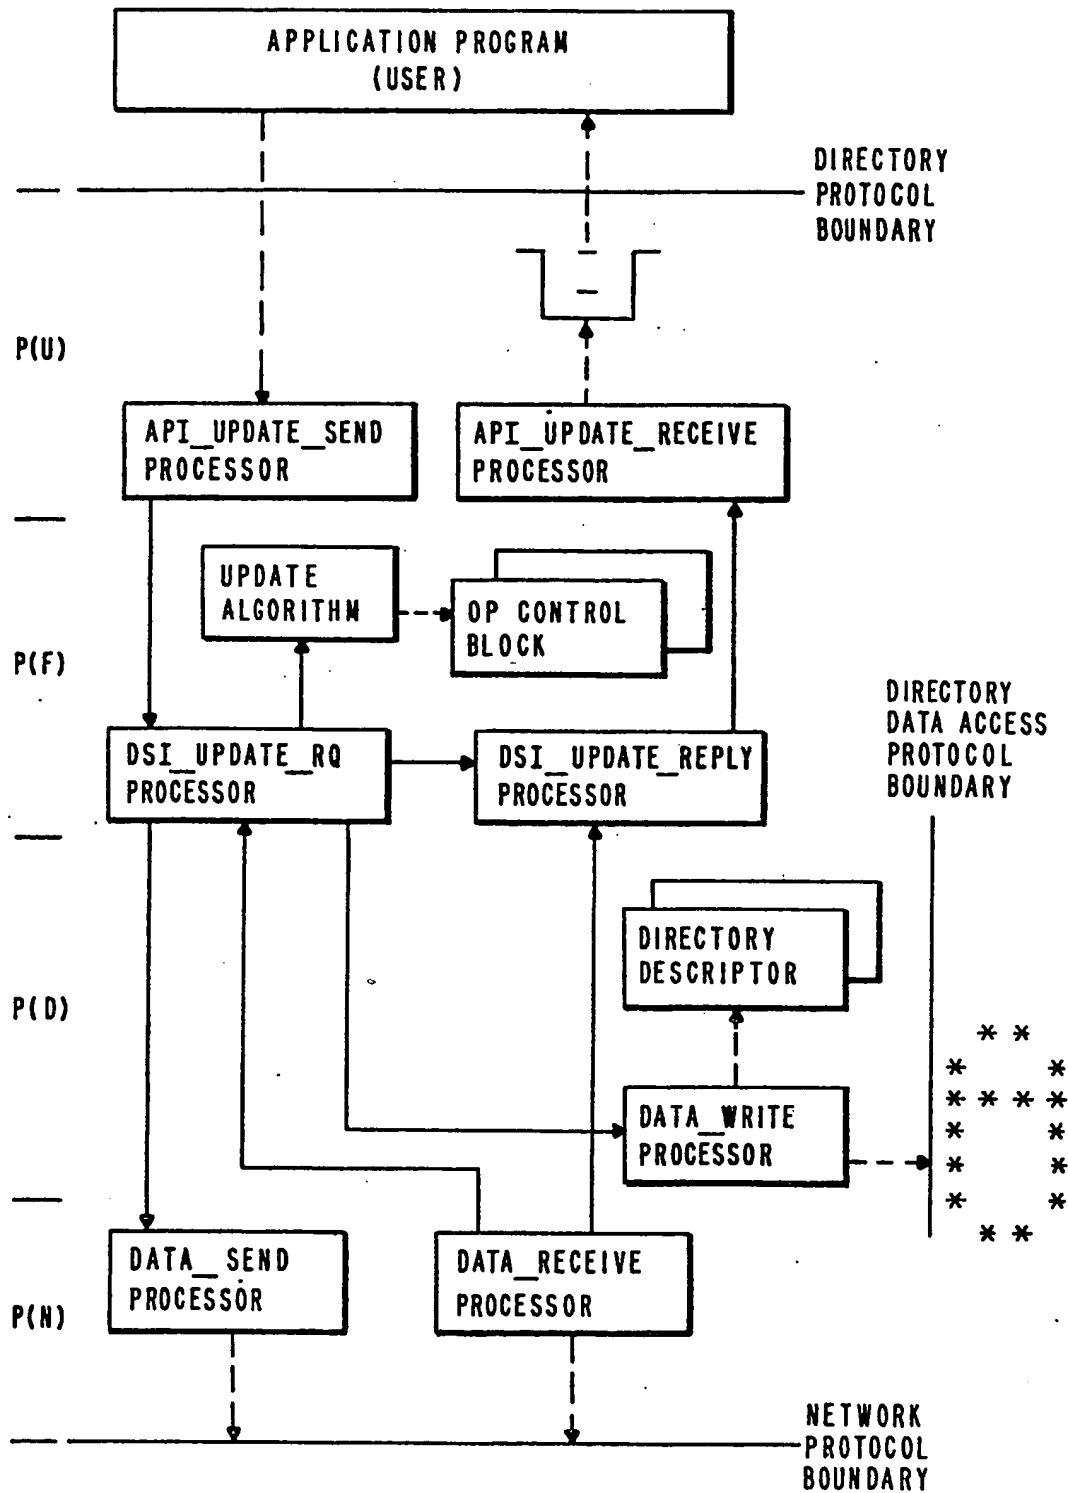 APPLICATION PROGRAM
(USER)
DIRECTORY
PROTOCOL
BOUNDARY
P(U)
API_UPDATE_SEND
PROCESSOR
API_UPDATE_RECEIVE
PROCESSOR
UPDATE
ALGORITHM
OP CONTROL
BLOCK
P(F)
DIRECTORY
DATA ACCESS
PROTOCOL
BOUNDARY
DSI_UPDATE_RQ
PROCESSOR
DSI_UPDATE_REPLY
PROCESSOR
DIRECTORY
DESCRIPTOR
P(D)
DATA_WRITE
PROCESSOR
DATA_SEND
PROCESSOR
DATA_RECEIVE
PROCESSOR
P(N)
NETWORK
PROTOCOL
BOUNDARY